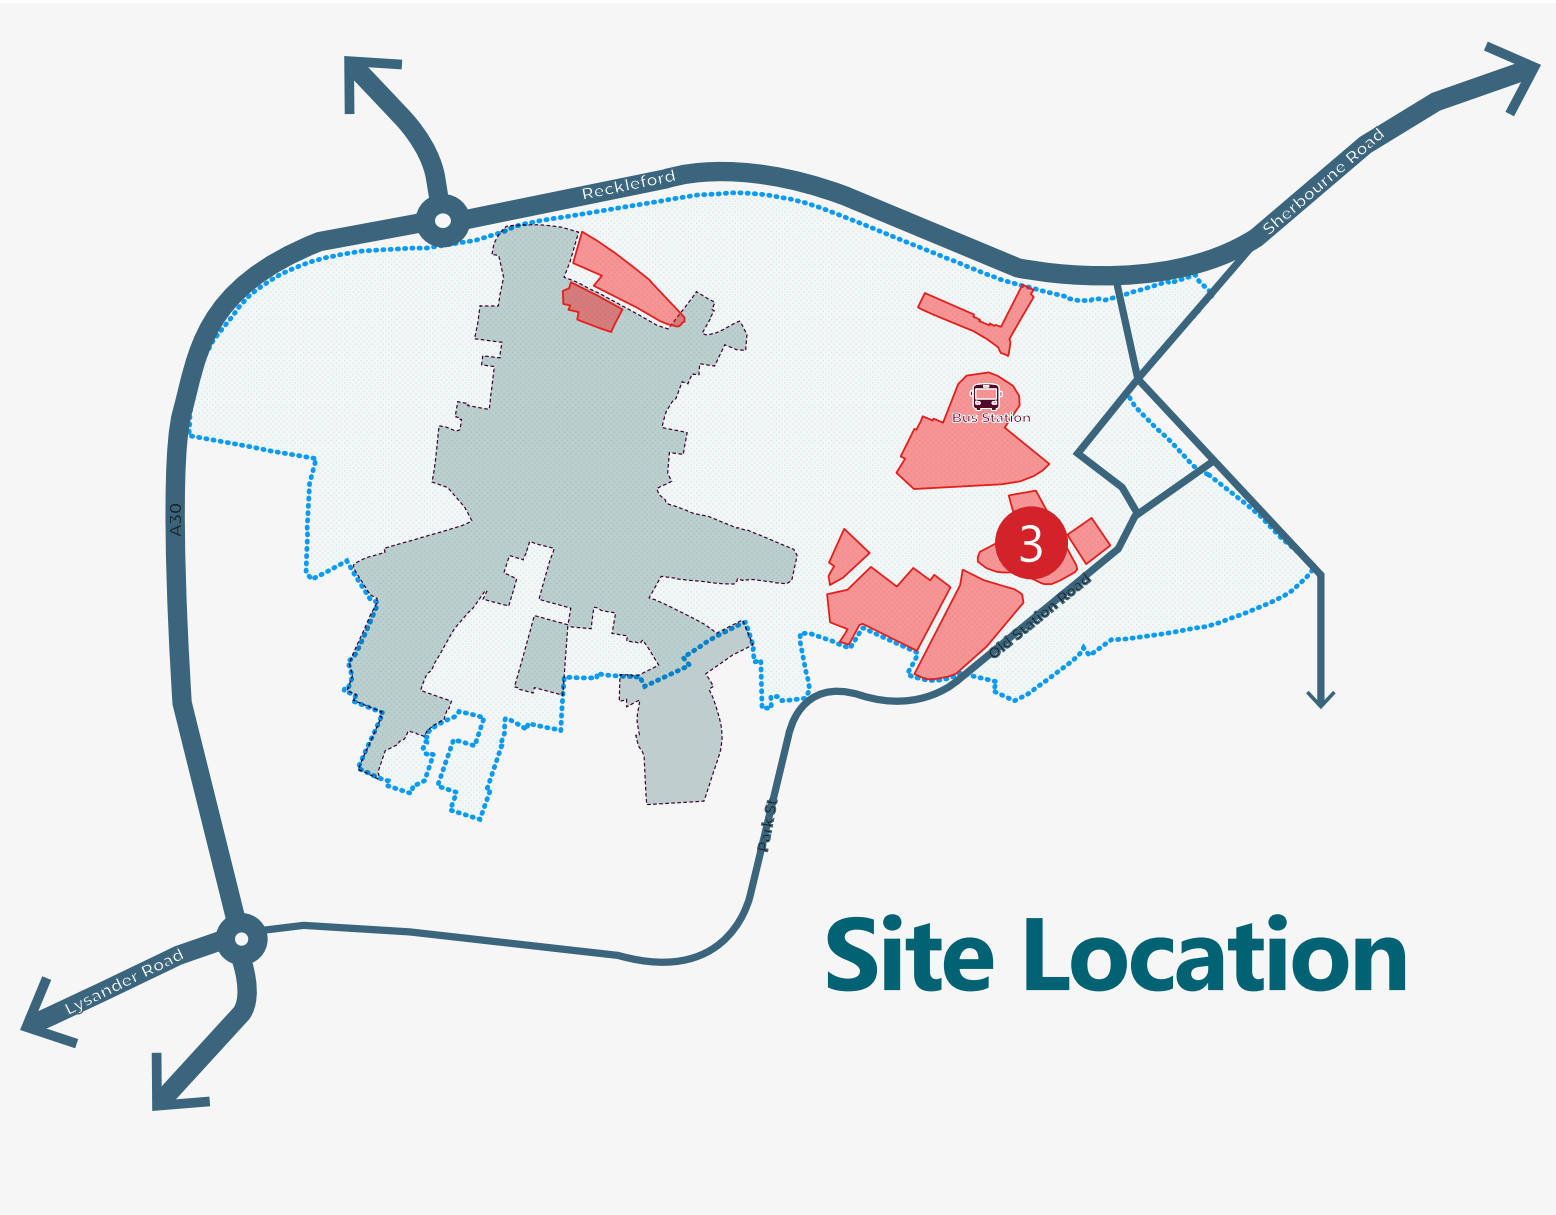 Reckleford
Sherbourne Road
Bus Station
A30
3
Old Station Road
Park St
Site Location
Lysander Road